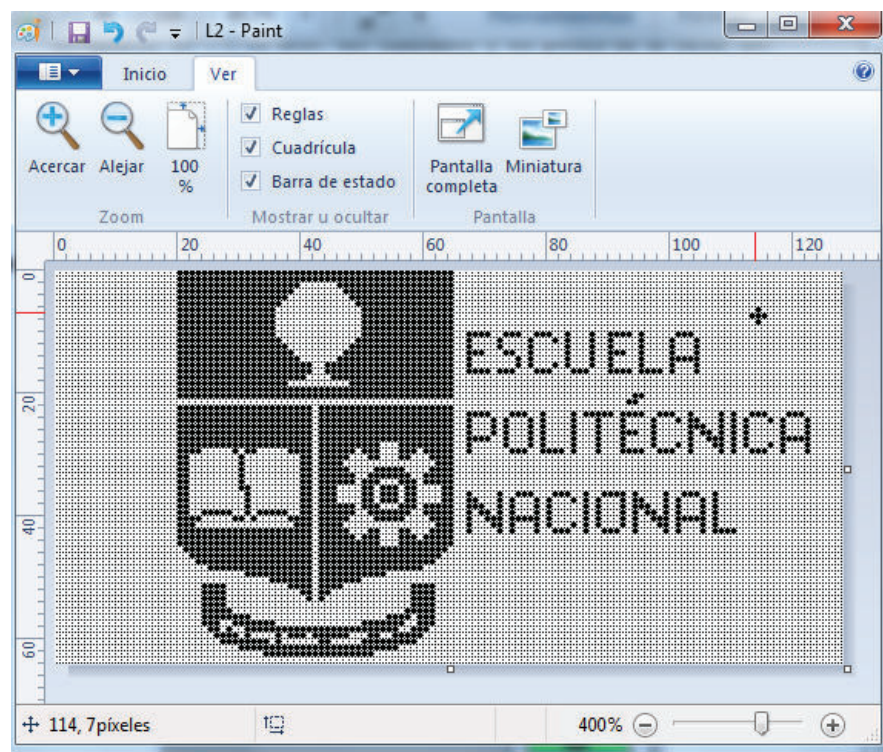 L2 - Paint
Inicio Ver
Acercar Alejar 100 %
Reglas
Cuadrícula
Barra de estado
Pantalla completa Miniatura
Zoom Mostrar u ocultar Pantalla
0 20 40 60 80 100 120
0
20
40
60
ESCUELA
POLITÉCNICA
NACIONAL
114, 7píxeles 400%